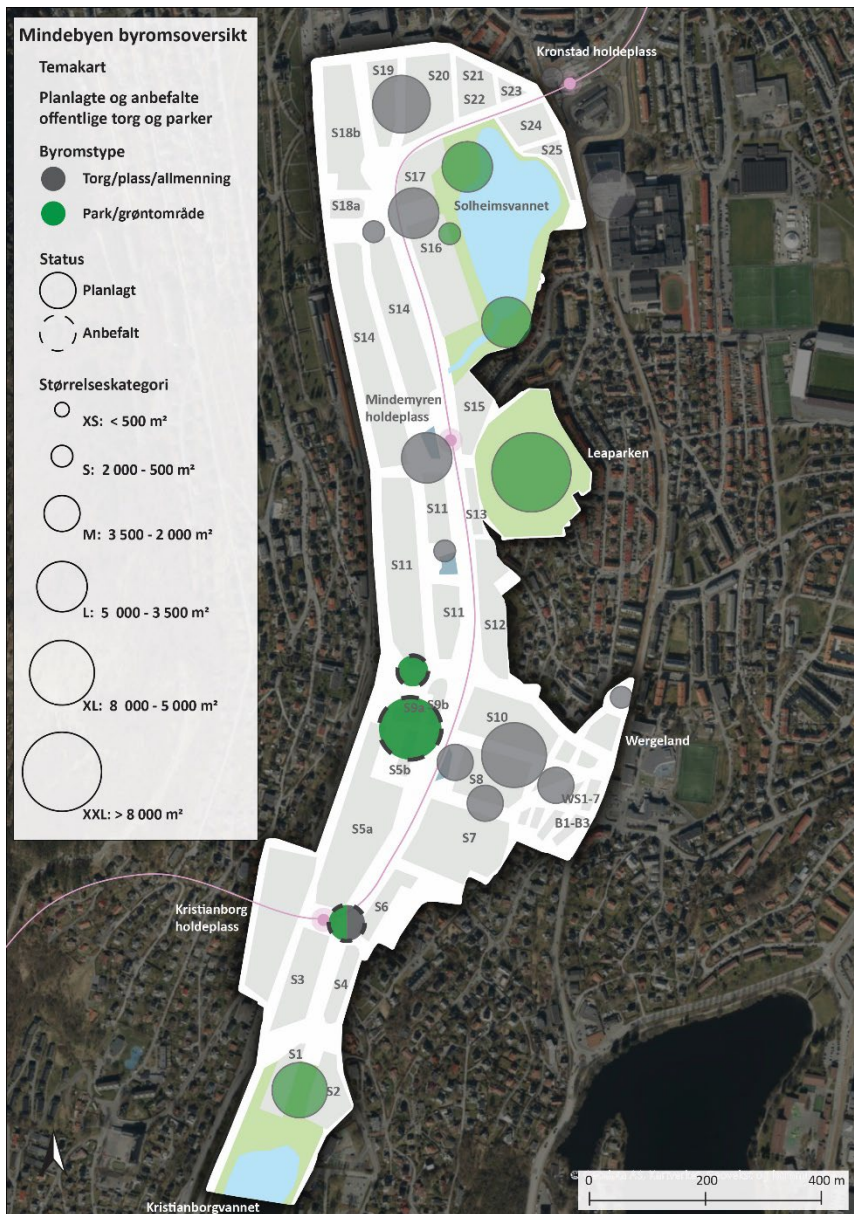 Mindebyen byromsoversikt
Temakart
Planlagte og anbefalte
offentlige torg og parker
Byromstype
Torg/plass/allmenning
Park/grøntområde
Status
Planlagt
Anbefalt
Størrelseskategori
XS: < 500 m²
S: 2 000 - 500 m²
M: 3 500 - 2 000 m²
L: 5 000 - 3 500 m²
XL: 8 000 - 5 000 m²
XXL: > 8 000 m²
Kronstad holdeplass
S19
S20
S21
S22
S23
S24
S25
S18b
S17
S18a
Solheimsvannet
S16
S14
S14
Mindemyren
holdeplass
S15
Leaparken
S11
S13
S11
S11
S12
S9a
S9b
S10
Wergeland
S5b
S8
WS1-7
B1-B3
S7
S5a
S6
Kristianborg
holdeplass
S3
S4
S1
S2
Kristianborgvannet
0 200 400 m